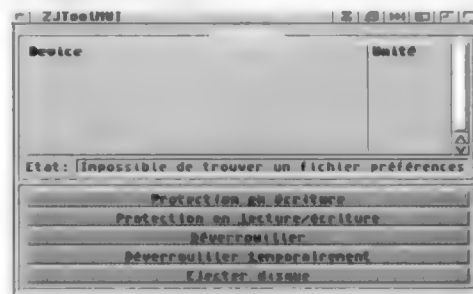 ZJToolMUI
Device Unité
Etat: Impossible de trouver un fichier préférences
Protection en écriture
Protection en lecture/écriture
Déverrouiller
Déverrouiller temporairement
Ejecter disque